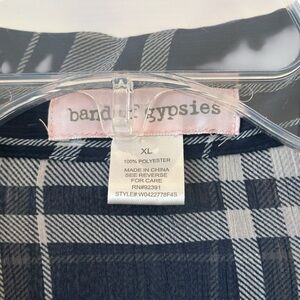 band of gypsies
XL
100% POLYESTER
MADE IN CHINA
SEE REVERSE
FOR CARE
RN#92391
STYLE#:W0422778F4S